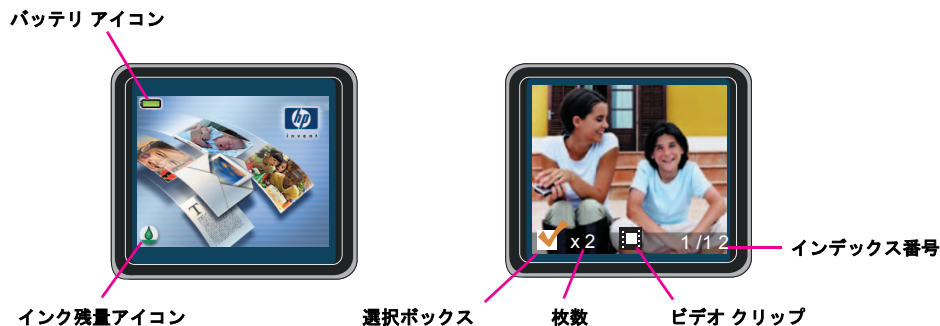 バッテリ アイコン
hp
invent
T
x 2
1 /1 2
インデックス番号
インク残量アイコン
選択ボックス
枚数
ビデオ クリップ